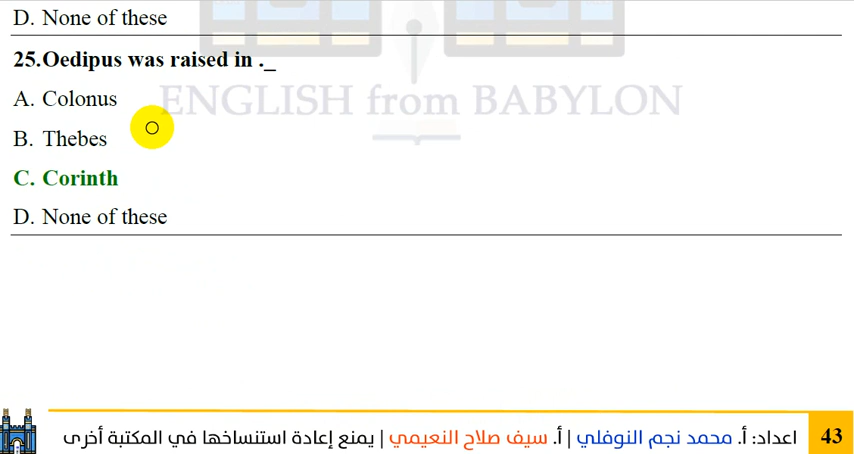 D. None of these
25.Oedipus was raised in ._
A. Colonus
ENGLISH from BABYLON
B. Thebes
C. Corinth
D. None of these
اعداد: أ. محمد نجم النوفلي | أ. سيف صلاح النعيمي | يمنع إعادة استنساخها في المكتبة أخرى
43